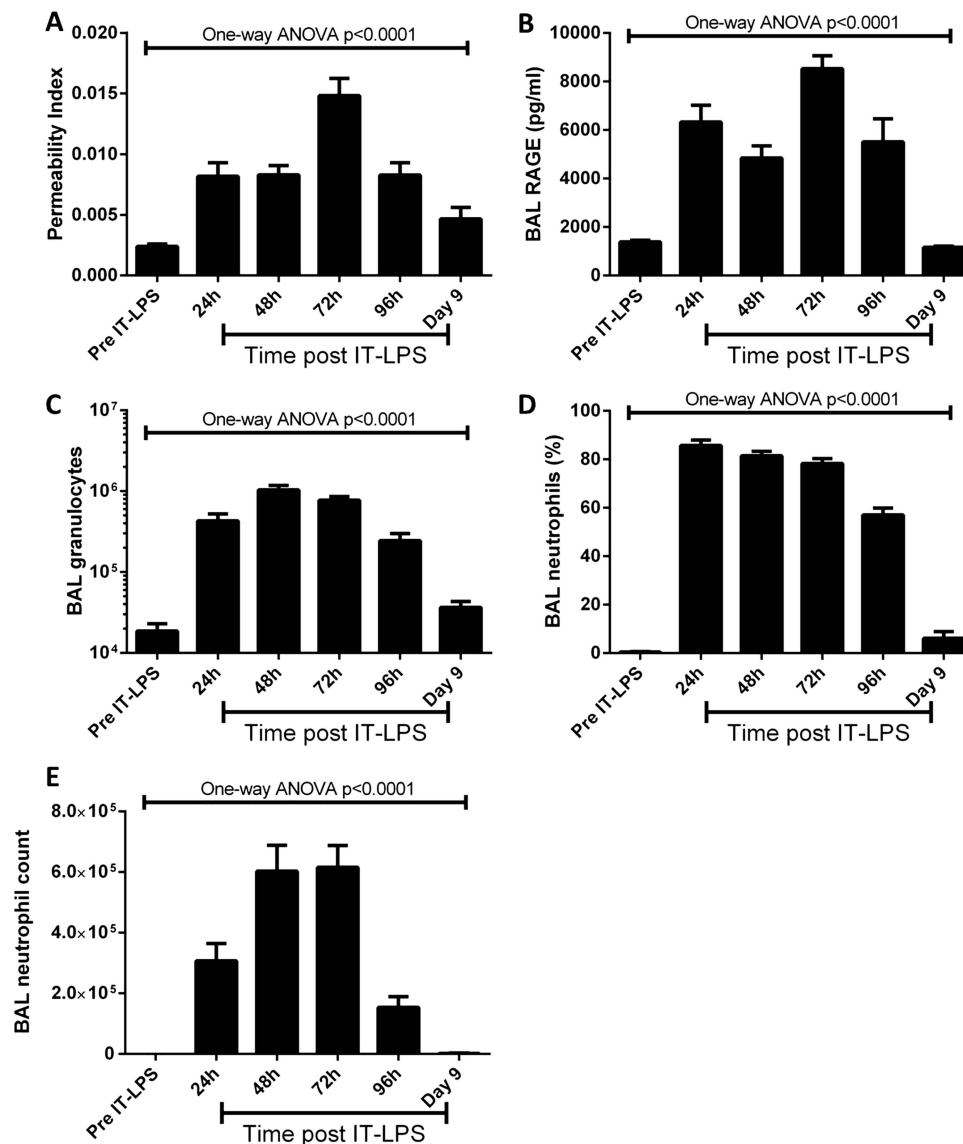 A
One-way ANOVA p<0.0001
Permeability Index
0.020
0.015
0.010
0.005
0.000
Pre IT-LPS
24h
48h
72h
96h
Day 9
Time post IT-LPS
B
One-way ANOVA p<0.0001
BAL RAGE (pg/ml)
10000
8000
6000
4000
2000
0
Pre IT-LPS
24h
48h
72h
96h
Day 9
Time post IT-LPS
C
One-way ANOVA p<0.0001
BAL granulocytes
10⁷
10⁶
10⁵
10⁴
Pre IT-LPS
24h
48h
72h
96h
Day 9
Time post IT-LPS
D
One-way ANOVA p<0.0001
BAL neutrophils (%)
100
80
60
40
20
0
Pre IT-LPS
24h
48h
72h
96h
Day 9
Time post IT-LPS
E
One-way ANOVA p<0.0001
BAL neutrophil count
8.0×10⁵
6.0×10⁵
4.0×10⁵
2.0×10⁵
0
Pre IT-LPS
24h
48h
72h
96h
Day 9
Time post IT-LPS